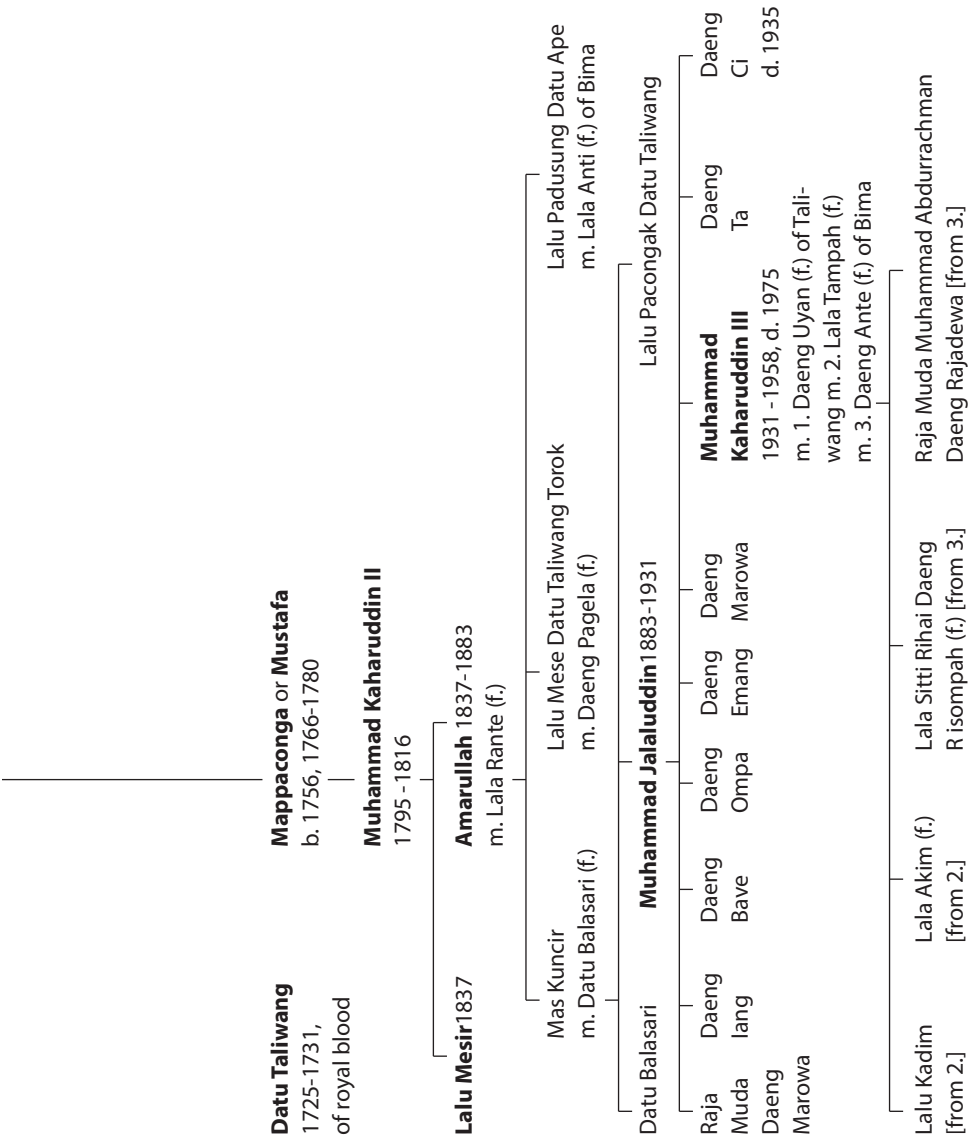 Datu Taliwang
1725-1731,
of royal blood
Mappaconga or Mustafa
b. 1756, 1766-1780
Muhammad Kaharuddin II
1795 -1816
Lalu Mesir1837
Amarullah 1837-1883
m. Lala Rante (f.)
Mas Kuncir
m. Datu Balasari (f.)
Lalu Mese Datu Taliwang Torok
m. Daeng Pagela (f.)
Lalu Padusung Datu Ape
m. Lala Anti (f.) of Bima
Datu Balasari
Muhammad Jalaluddin1883-1931
Lalu Pacongak Datu Taliwang
Raja
Muda
Daeng
Marowa
Daeng
Iang
Daeng
Bave
Daeng
Ompa
Daeng
Emang
Daeng
Marowa
Muhammad
Kaharuddin III
1931 -1958, d. 1975
m. 1. Daeng Uyan (f.) of Tali-
wang m. 2. Lala Tampah (f.)
m. 3. Daeng Ante (f.) of Bima
Daeng
Ta
Daeng
Ci
d. 1935
Lalu Kadim
[from 2.]
Lala Akim (f.)
[from 2.]
Lala Sitti Rihai Daeng
R isompah (f.) [from 3.]
Raja Muda Muhammad Abdurrachman
Daeng Rajadewa [from 3.]